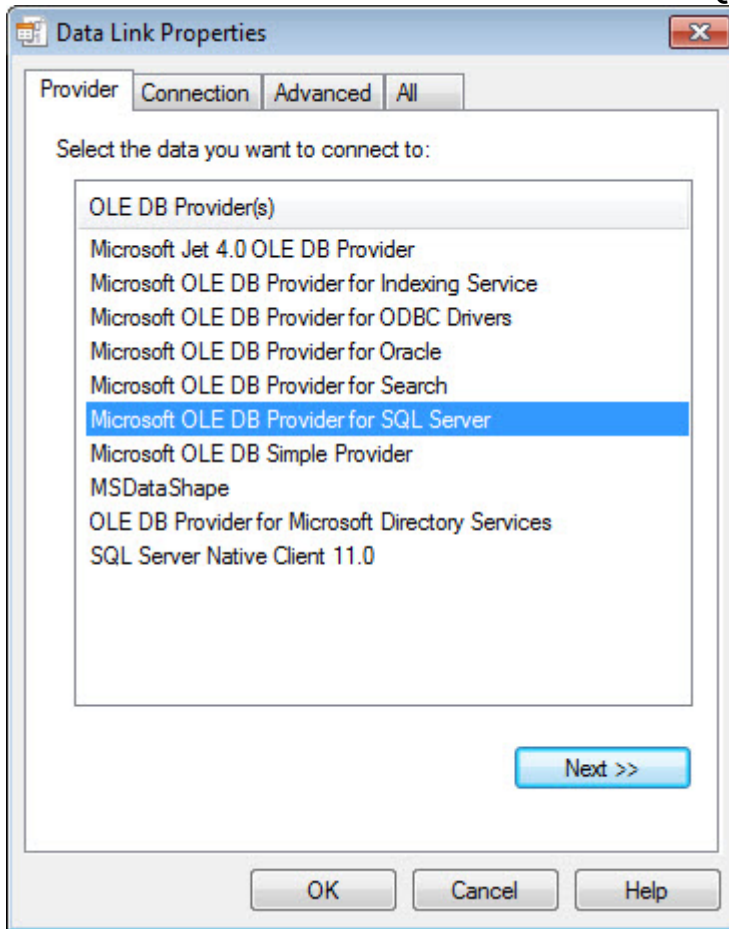 Data Link Properties
Provider Connection Advanced All
Select the data you want to connect to:
OLE DB Provider(s)
Microsoft Jet 4.0 OLE DB Provider
Microsoft OLE DB Provider for Indexing Service
Microsoft OLE DB Provider for ODBC Drivers
Microsoft OLE DB Provider for Oracle
Microsoft OLE DB Provider for Search
Microsoft OLE DB Provider for SQL Server
Microsoft OLE DB Simple Provider
MSDataShape
OLE DB Provider for Microsoft Directory Services
SQL Server Native Client 11.0
Next >>
OK Cancel Help